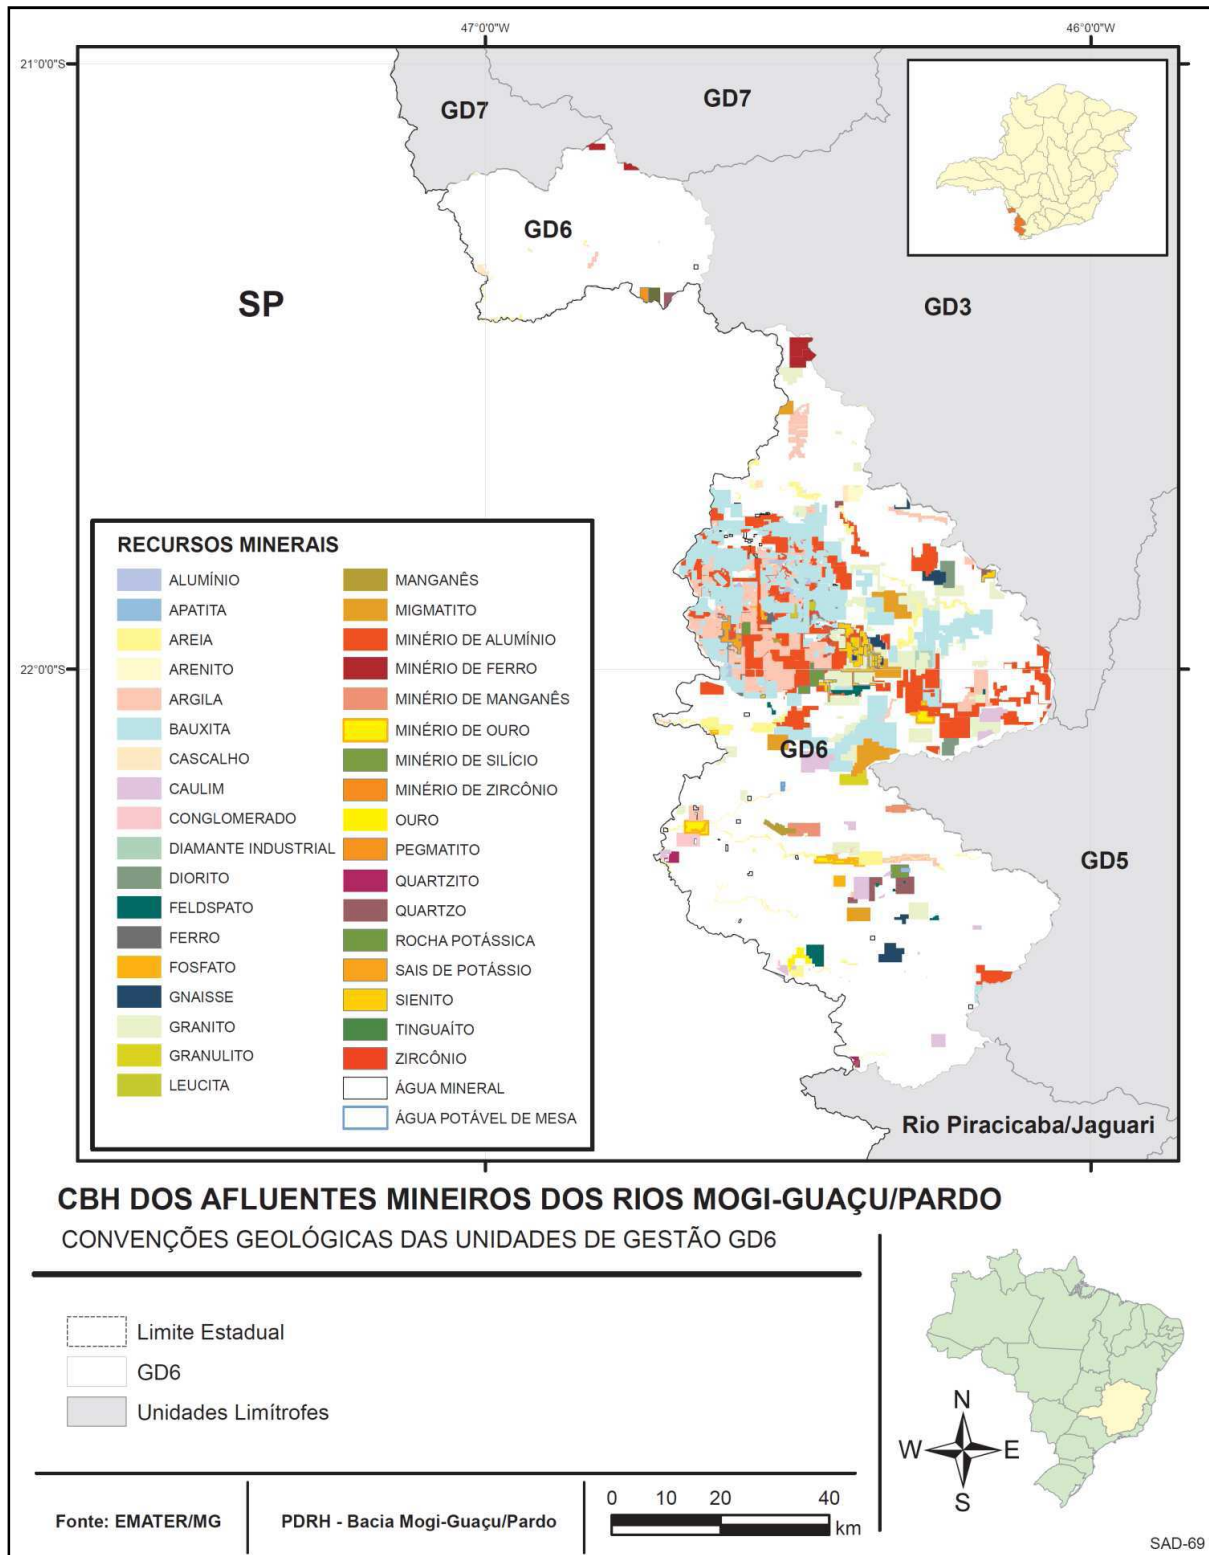 47°0'0"W
46°0'0"W
21°0'0"S
GD7
GD7
GD6
SP
GD3
RECURSOS MINERAIS
ALUMÍNIO
APATITA
AREIA
ARENITO
ARGILA
BAUXITA
CASCALHO
CAULIM
CONGLOMERADO
DIAMANTE INDUSTRIAL
DIORITO
FELDSPATO
FERRO
FOSFATO
GNAISSE
GRANITO
GRANULITO
LEUCITA
MANGANÊS
MIGMATITO
MINÉRIO DE ALUMÍNIO
MINÉRIO DE FERRO
MINÉRIO DE MANGANÊS
MINÉRIO DE OURO
MINÉRIO DE SILÍCIO
MINÉRIO DE ZIRCÔNIO
OURO
PEGMATITO
QUARTZITO
QUARTZO
ROCHA POTÁSSICA
SAIS DE POTÁSSIO
SIENITO
TINGUAÍTO
ZIRCÔNIO
ÁGUA MINERAL
ÁGUA POTÁVEL DE MESA
22°0'0"S
GD6
GD5
Rio Piracicaba/Jaguari
CBH DOS AFLUENTES MINEIROS DOS RIOS MOGI-GUAÇU/PARDO
CONVENÇÕES GEOLÓGICAS DAS UNIDADES DE GESTÃO GD6
Limite Estadual
GD6
Unidades Limítrofes
N
W E
S
Fonte: EMATER/MG
PDRH - Bacia Mogi-Guaçu/Pardo
0 10 20 40
km
SAD-69